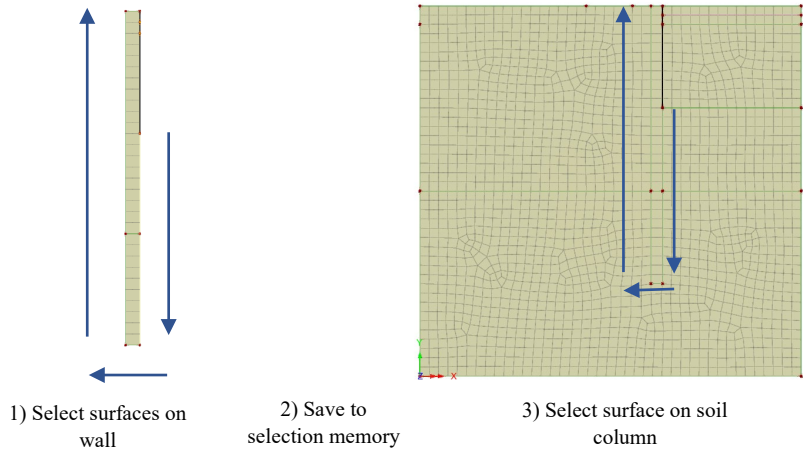 Y
Z
X
1) Select surfaces on
wall
2) Save to
selection memory
3) Select surface on soil
column